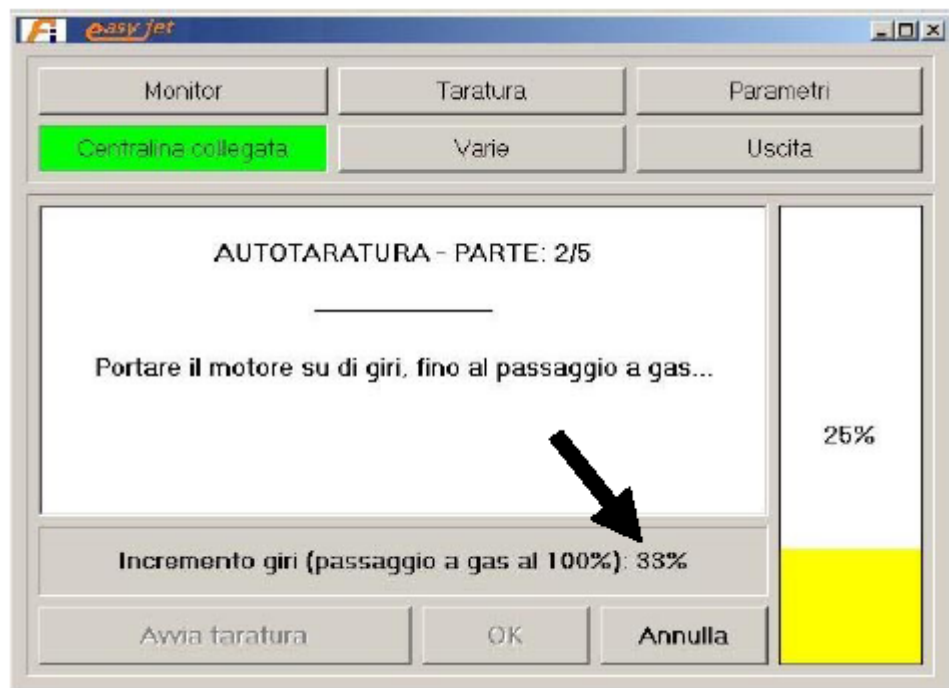 easy jet
Monitor Taratura Parametri
Centralina collegata Varie Uscita
AUTOTARATURA - PARTE: 2/5
Portare il motore su di giri, fino al passaggio a gas...
25%
Incremento giri (passaggio a gas al 100%): 33%
Avvia taratura OK Annulla